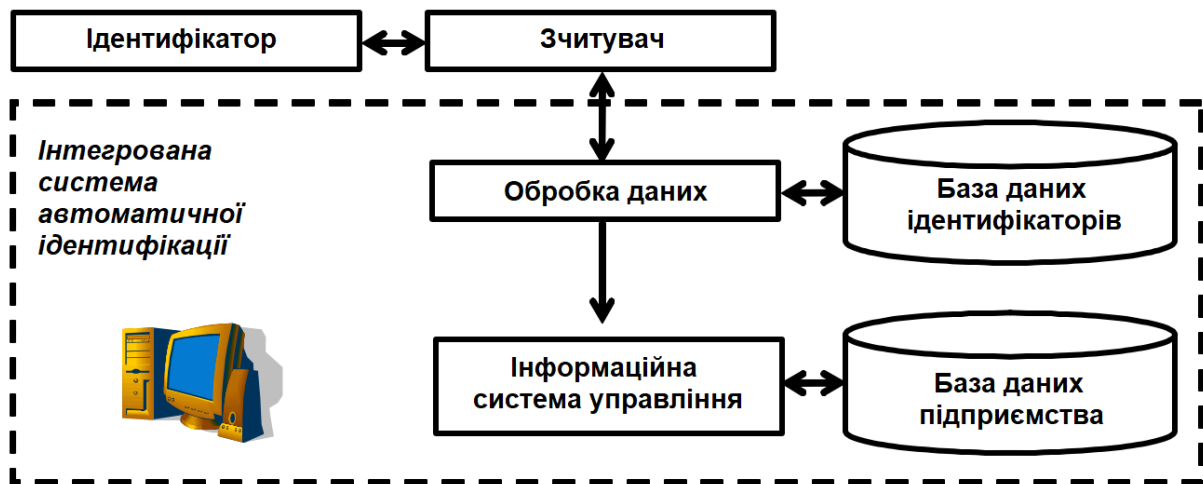 Ідентифікатор
Зчитувач
Інтегрована
система
автоматичної
ідентифікації
Обробка даних
База даних
ідентифікаторів
Інформаційна
система управління
База даних
підприємства